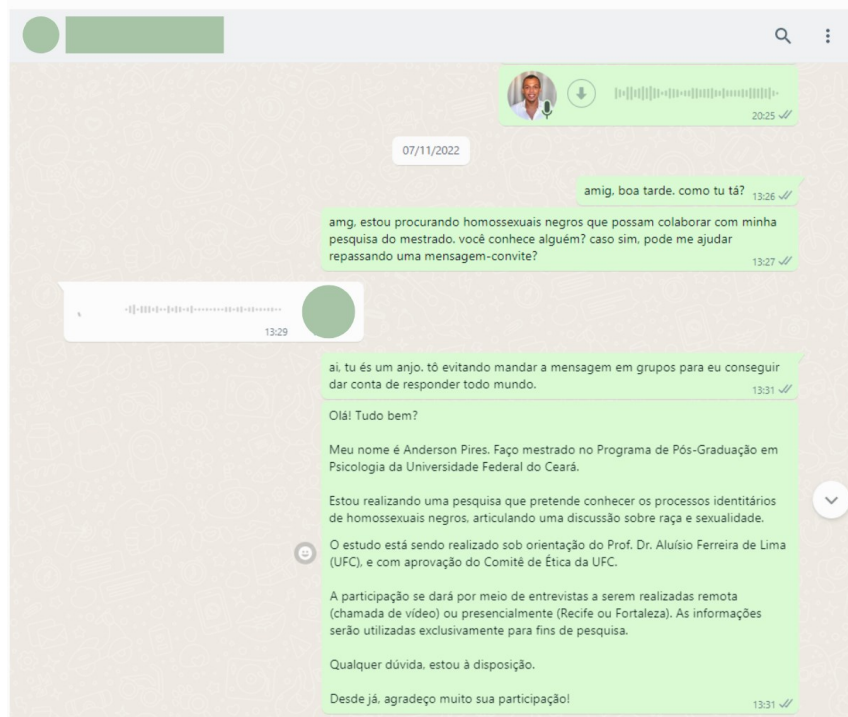 20:25
07/11/2022
amig, boa tarde. como tu tá?
13:26
amg, estou procurando homossexuais negros que possam colaborar com minha
pesquisa do mestrado. você conhece alguém? caso sim, pode me ajudar
repassando uma mensagem-convite?
13:27
13:29
ai, tu és um anjo. tô evitando mandar a mensagem em grupos para eu conseguir
dar conta de responder todo mundo.
13:31
Olá! Tudo bem?
Meu nome é Anderson Pires. Faço mestrado no Programa de Pós-Graduação em
Psicologia da Universidade Federal do Ceará.
Estou realizando uma pesquisa que pretende conhecer os processos identitários
de homossexuais negros, articulando uma discussão sobre raça e sexualidade.
O estudo está sendo realizado sob orientação do Prof. Dr. Aluísio Ferreira de Lima
(UFC), e com aprovação do Comitê de Ética da UFC.
A participação se dará por meio de entrevistas a serem realizadas remota
(chamada de vídeo) ou presencialmente (Recife ou Fortaleza). As informações
serão utilizadas exclusivamente para fins de pesquisa.
Qualquer dúvida, estou à disposição.
Desde já, agradeço muito sua participação!
13:31